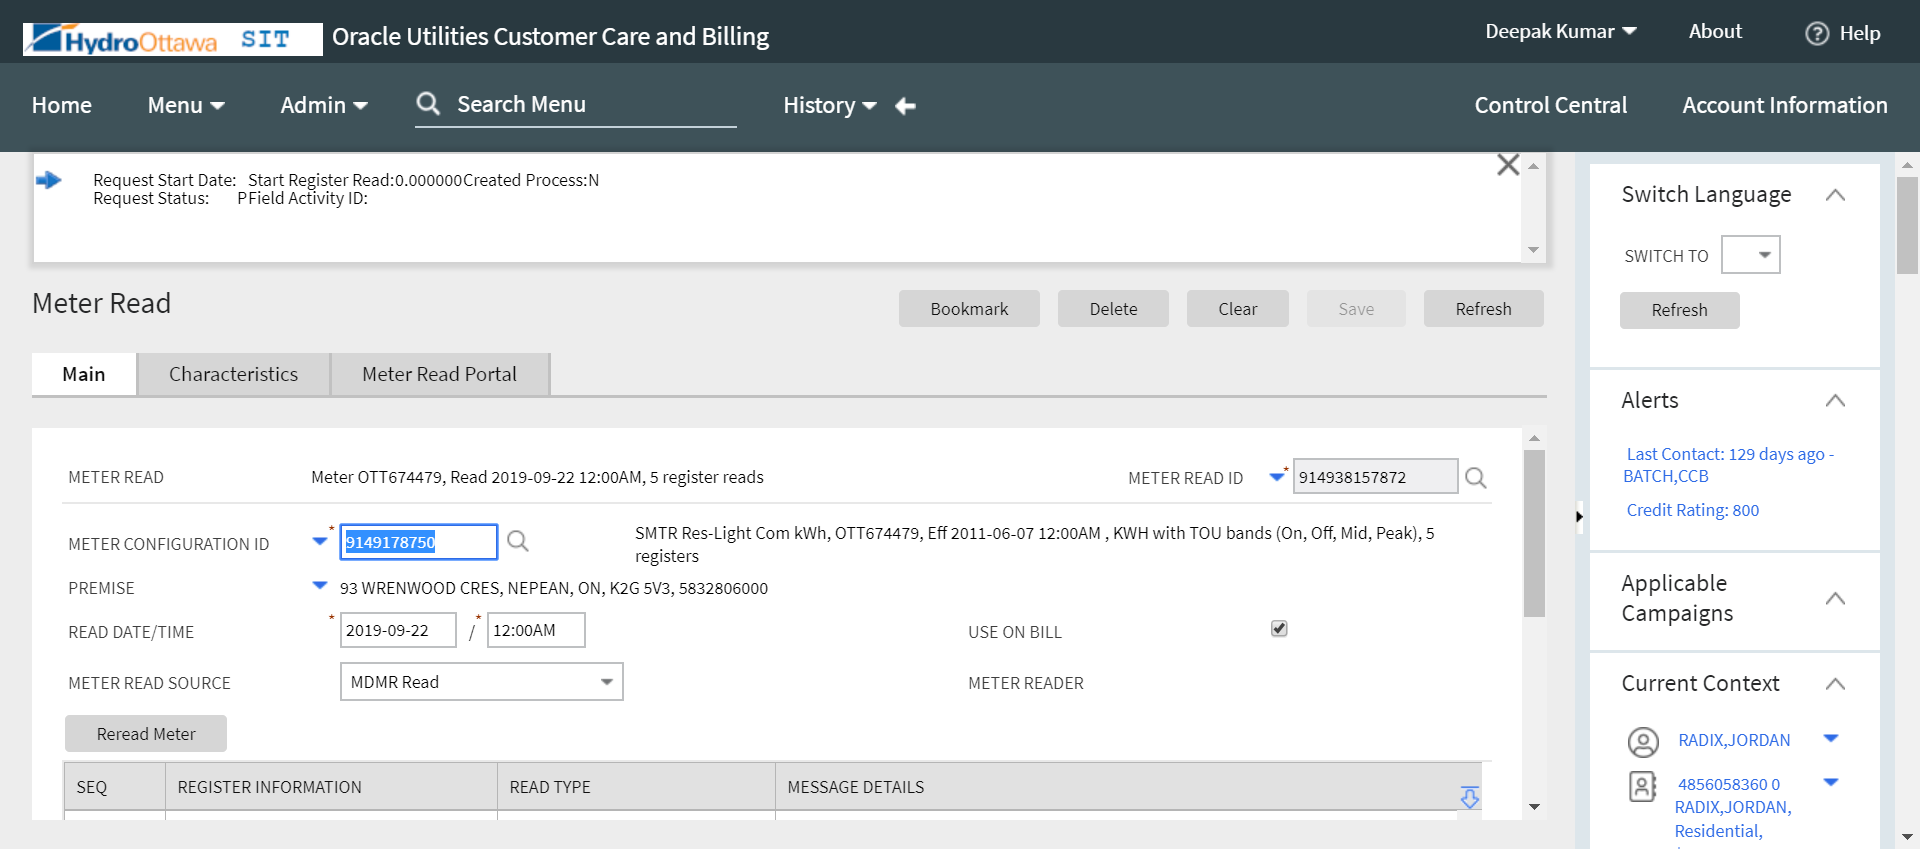 HydroOttawa SIT Oracle Utilities Customer Care and Billing
Deepak Kumar About Help
Home Menu Admin Search Menu History Control Central Account Information
Request Start Date: Start Register Read:0.000000Created Process:N
Request Status: PField Activity ID:
Meter Read
Bookmark Delete Clear Save Refresh
Main Characteristics Meter Read Portal
METER READ Meter OTT674479, Read 2019-09-22 12:00AM, 5 register reads METER READ ID * 914938157872
METER CONFIGURATION ID * 9149178750 SMTR Res-Light Com kWh, OTT674479, Eff 2011-06-07 12:00AM , KWH with TOU bands (On, Off, Mid, Peak), 5
registers
PREMISE 93 WRENWOOD CRES, NEPEAN, ON, K2G 5V3, 5832806000
READ DATE/TIME * 2019-09-22 / * 12:00AM USE ON BILL
METER READ SOURCE MDMR Read METER READER
Reread Meter
SEQ REGISTER INFORMATION READ TYPE MESSAGE DETAILS
Switch Language
SWITCH TO
Refresh
Alerts
Last Contact: 129 days ago -
BATCH,CCB
Credit Rating: 800
Applicable
Campaigns
Current Context
RADIX,JORDAN
4856058360 0
RADIX,JORDAN,
Residential,